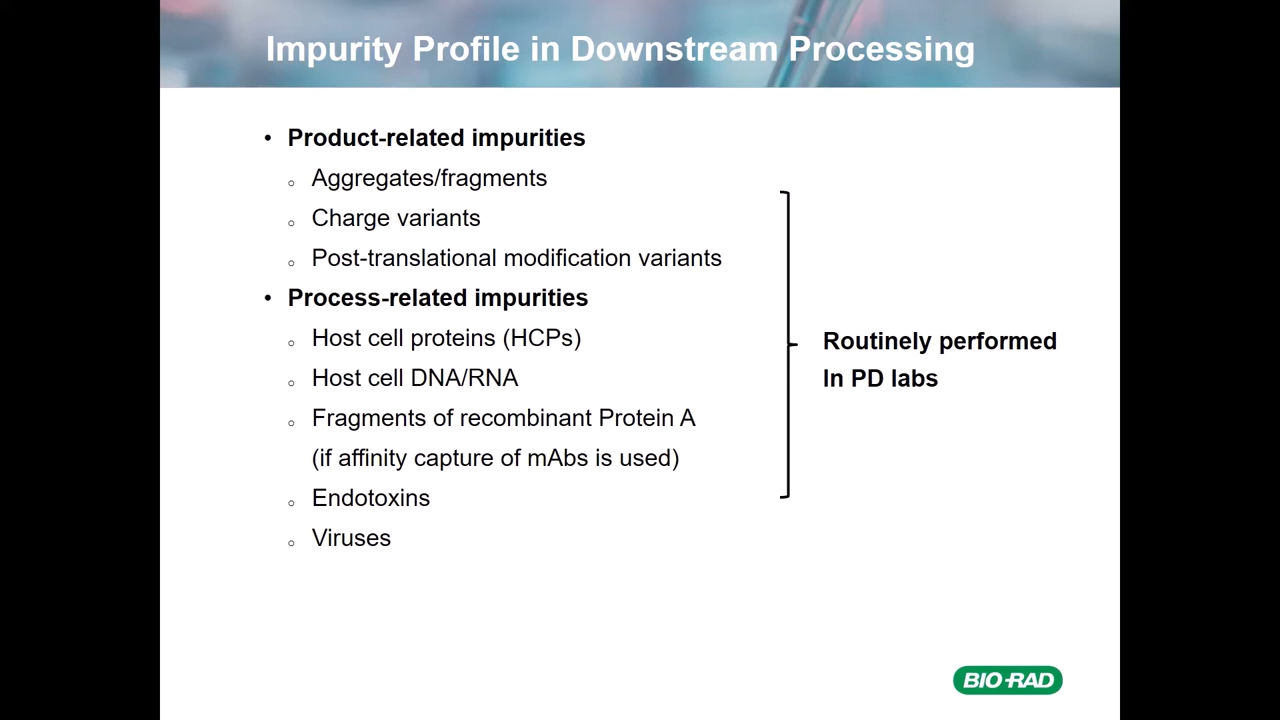 Impurity Profile in Downstream Processing
• Product-related impurities
○ Aggregates/fragments
○ Charge variants
○ Post-translational modification variants
• Process-related impurities
○ Host cell proteins (HCPs)
○ Host cell DNA/RNA
○ Fragments of recombinant Protein A
(if affinity capture of mAbs is used)
○ Endotoxins
○ Viruses
Routinely performed
In PD labs
BIO-RAD